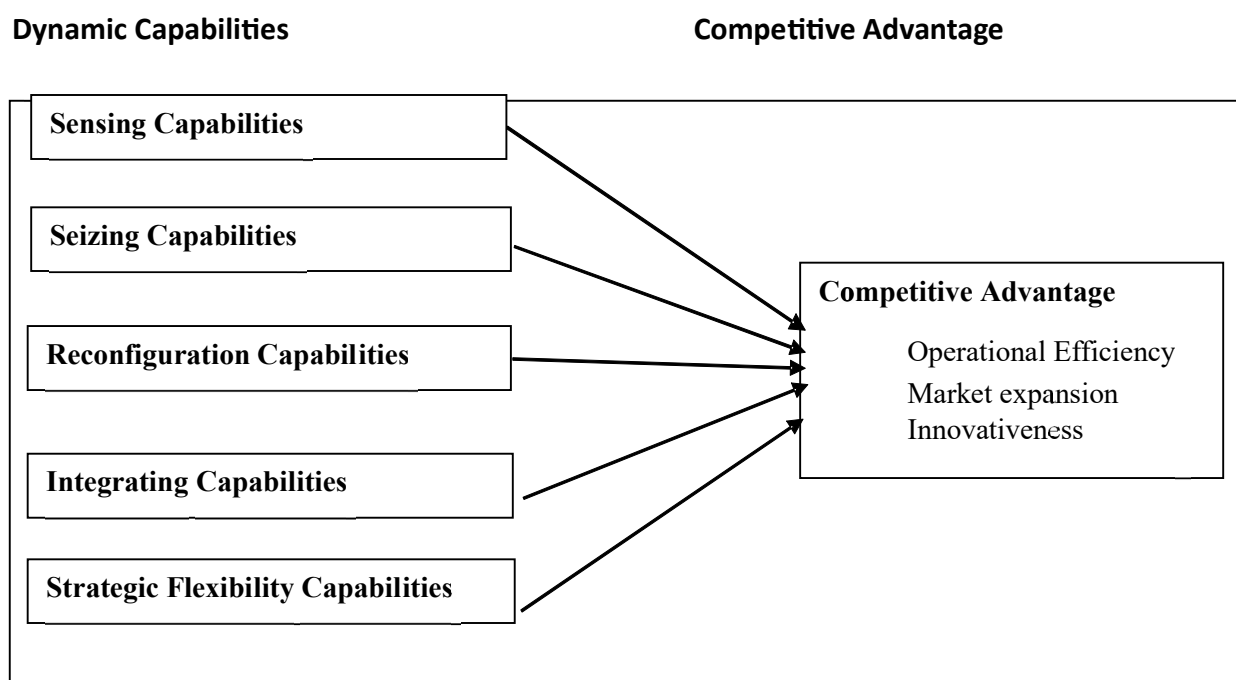 Dynamic Capabilities
Competitive Advantage
Sensing Capabilities
Seizing Capabilities
Reconfiguration Capabilities
Integrating Capabilities
Strategic Flexibility Capabilities
Competitive Advantage
Operational Efficiency
Market expansion
Innovativeness